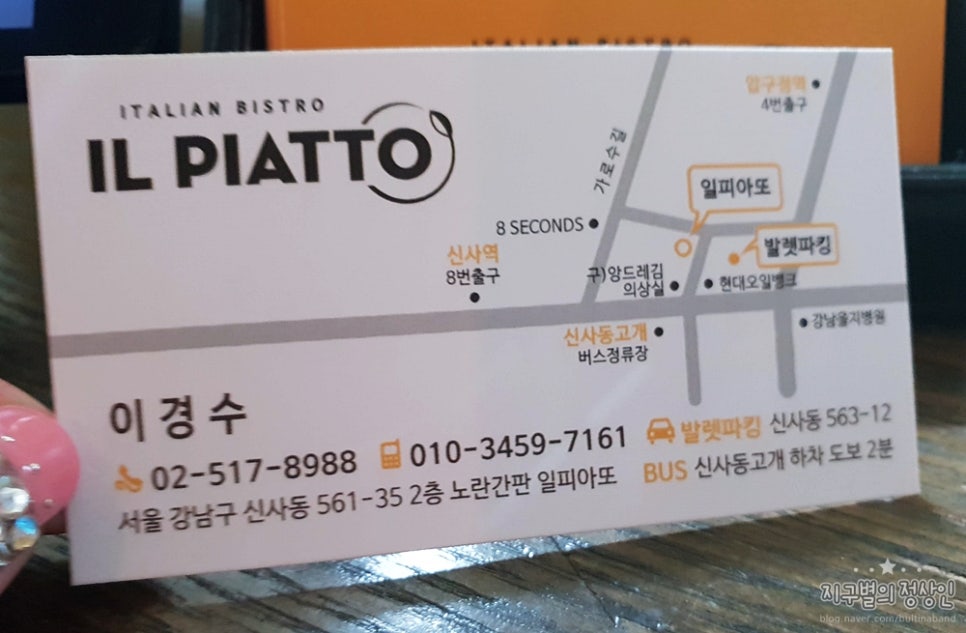 ITALIAN BISTRO
ITALIAN BISTRO
IL PIATTO
압구정역
4번출구
가로수길
일피아또
8 SECONDS
발렛파킹
신사역
8번출구
구)앙드레김
의상실
현대오일뱅크
신사동고개
버스정류장
강남을지병원
이경수
02-517-8988
010-3459-7161
발렛파킹 신사동 563-12
서울 강남구 신사동 561-35 2층 노란간판 일피아또
BUS 신사동고개 하차 도보 2분
지구별의 정상인
blog.naver.com/bultinaband